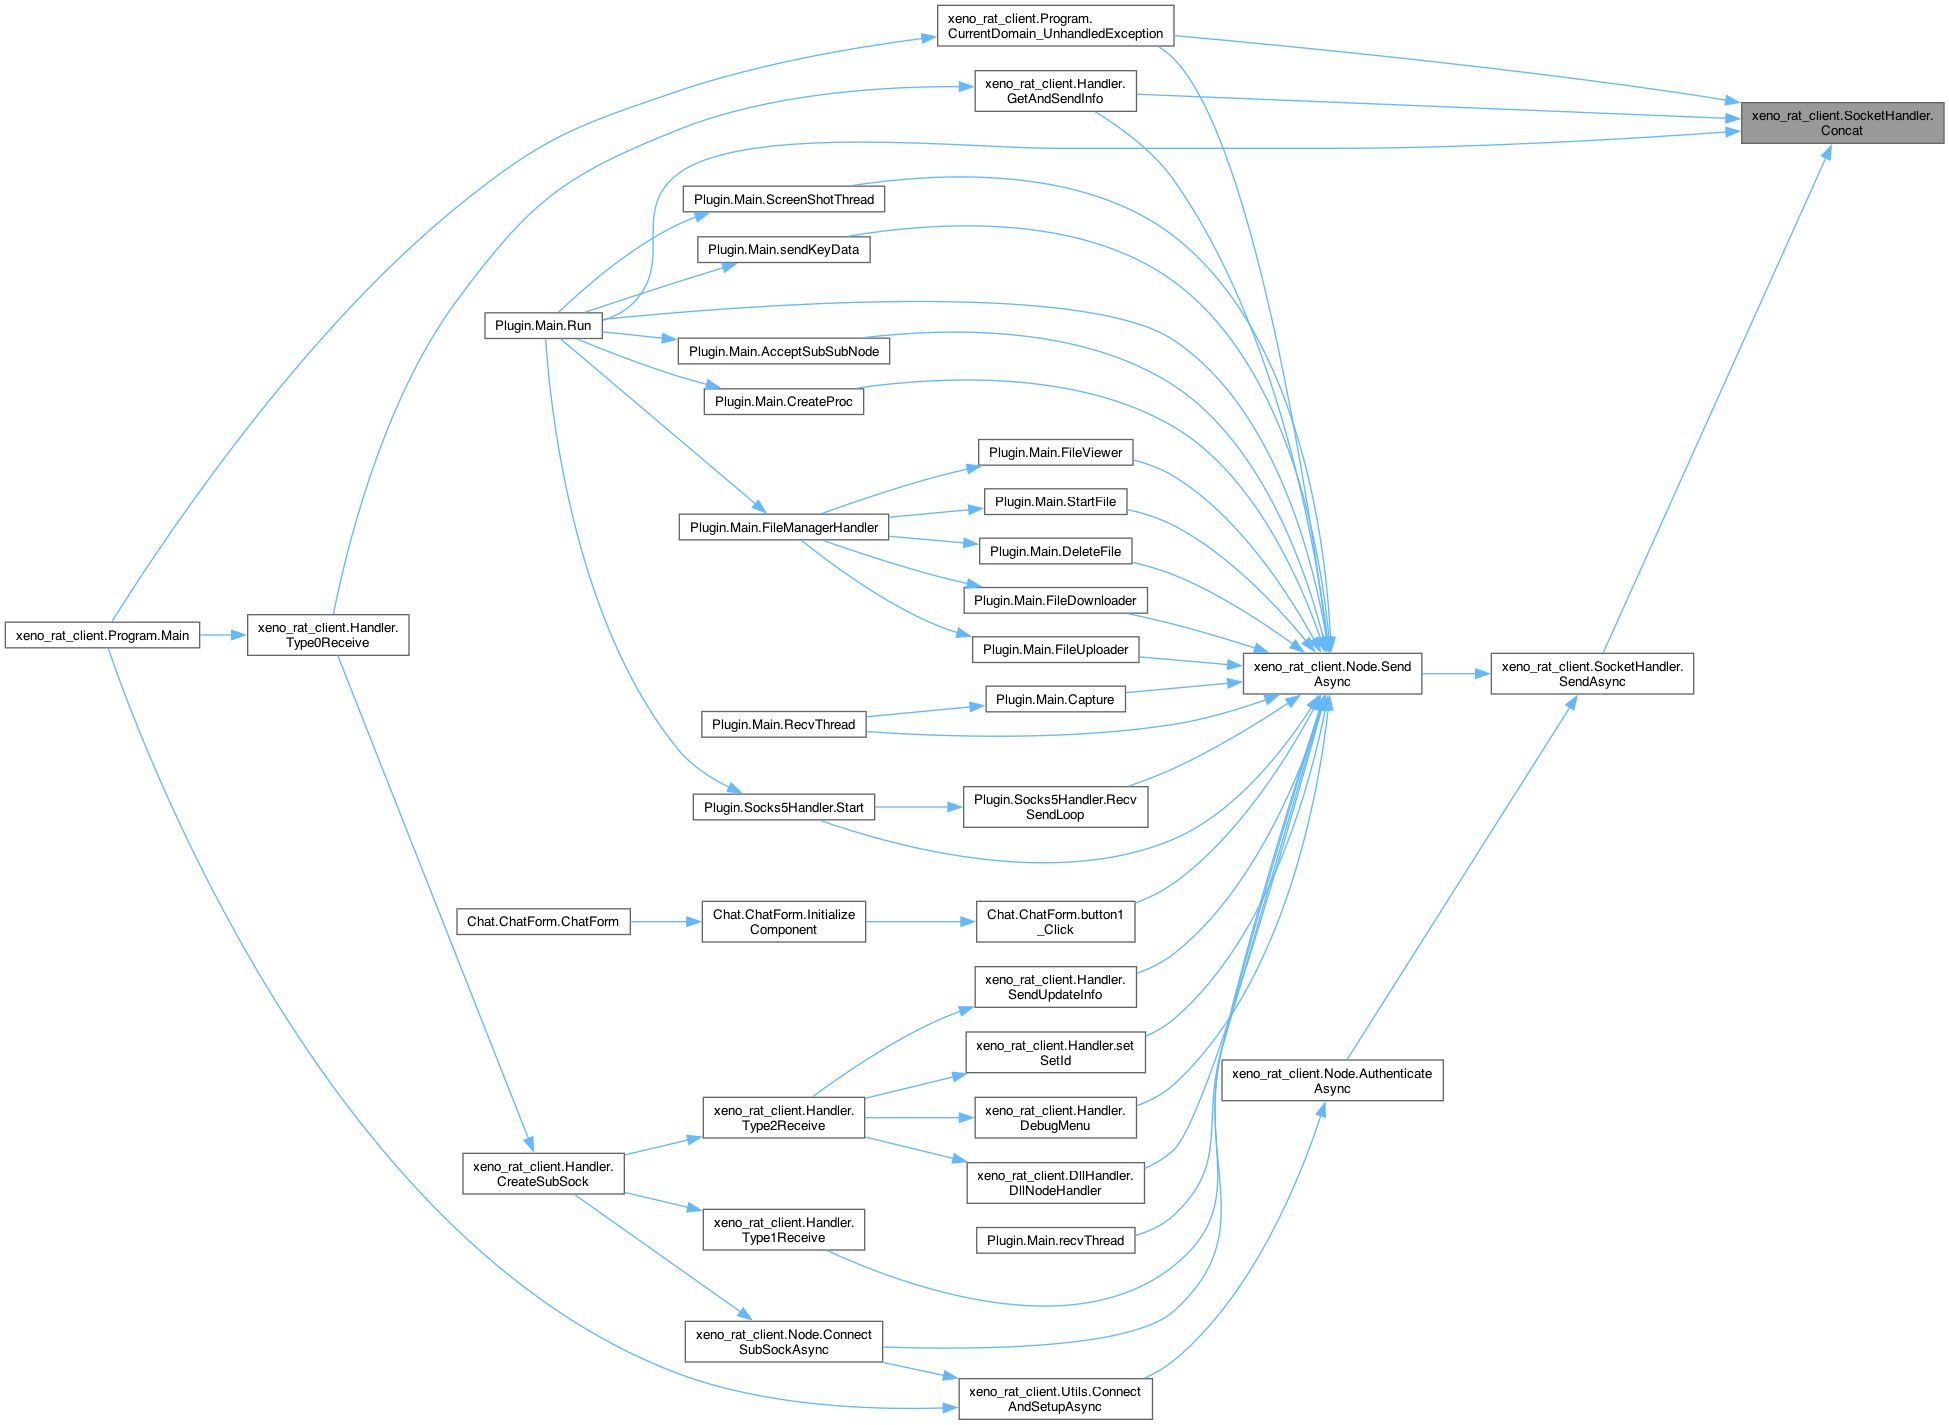 xeno_rat_client.Program.
CurrentDomain_UnhandledException
xeno_rat_client.Handler.
GetAndSendInfo
xeno_rat_client.SocketHandler.
Concat
Plugin.Main.ScreenShotThread
Plugin.Main.sendKeyData
Plugin.Main.Run
Plugin.Main.AcceptSubSubNode
Plugin.Main.CreateProc
Plugin.Main.FileViewer
Plugin.Main.StartFile
Plugin.Main.FileManagerHandler
Plugin.Main.DeleteFile
Plugin.Main.FileDownloader
xeno_rat_client.Program.Main
xeno_rat_client.Handler.
Type0Receive
Plugin.Main.FileUploader
xeno_rat_client.Node.Send
Async
xeno_rat_client.SocketHandler.
SendAsync
Plugin.Main.Capture
Plugin.Main.RecvThread
Plugin.Socks5Handler.Start
Plugin.Socks5Handler.Recv
SendLoop
Chat.ChatForm.ChatForm
Chat.ChatForm.Initialize
Component
Chat.ChatForm.button1
_Click
xeno_rat_client.Handler.
SendUpdateInfo
xeno_rat_client.Handler.set
SetId
xeno_rat_client.Node.Authenticate
Async
xeno_rat_client.Handler.
Type2Receive
xeno_rat_client.Handler.
DebugMenu
xeno_rat_client.Handler.
CreateSubSock
xeno_rat_client.DllHandler.
DllNodeHandler
xeno_rat_client.Handler.
Type1Receive
Plugin.Main.recvThread
xeno_rat_client.Node.Connect
SubSockAsync
xeno_rat_client.Utils.Connect
AndSetupAsync